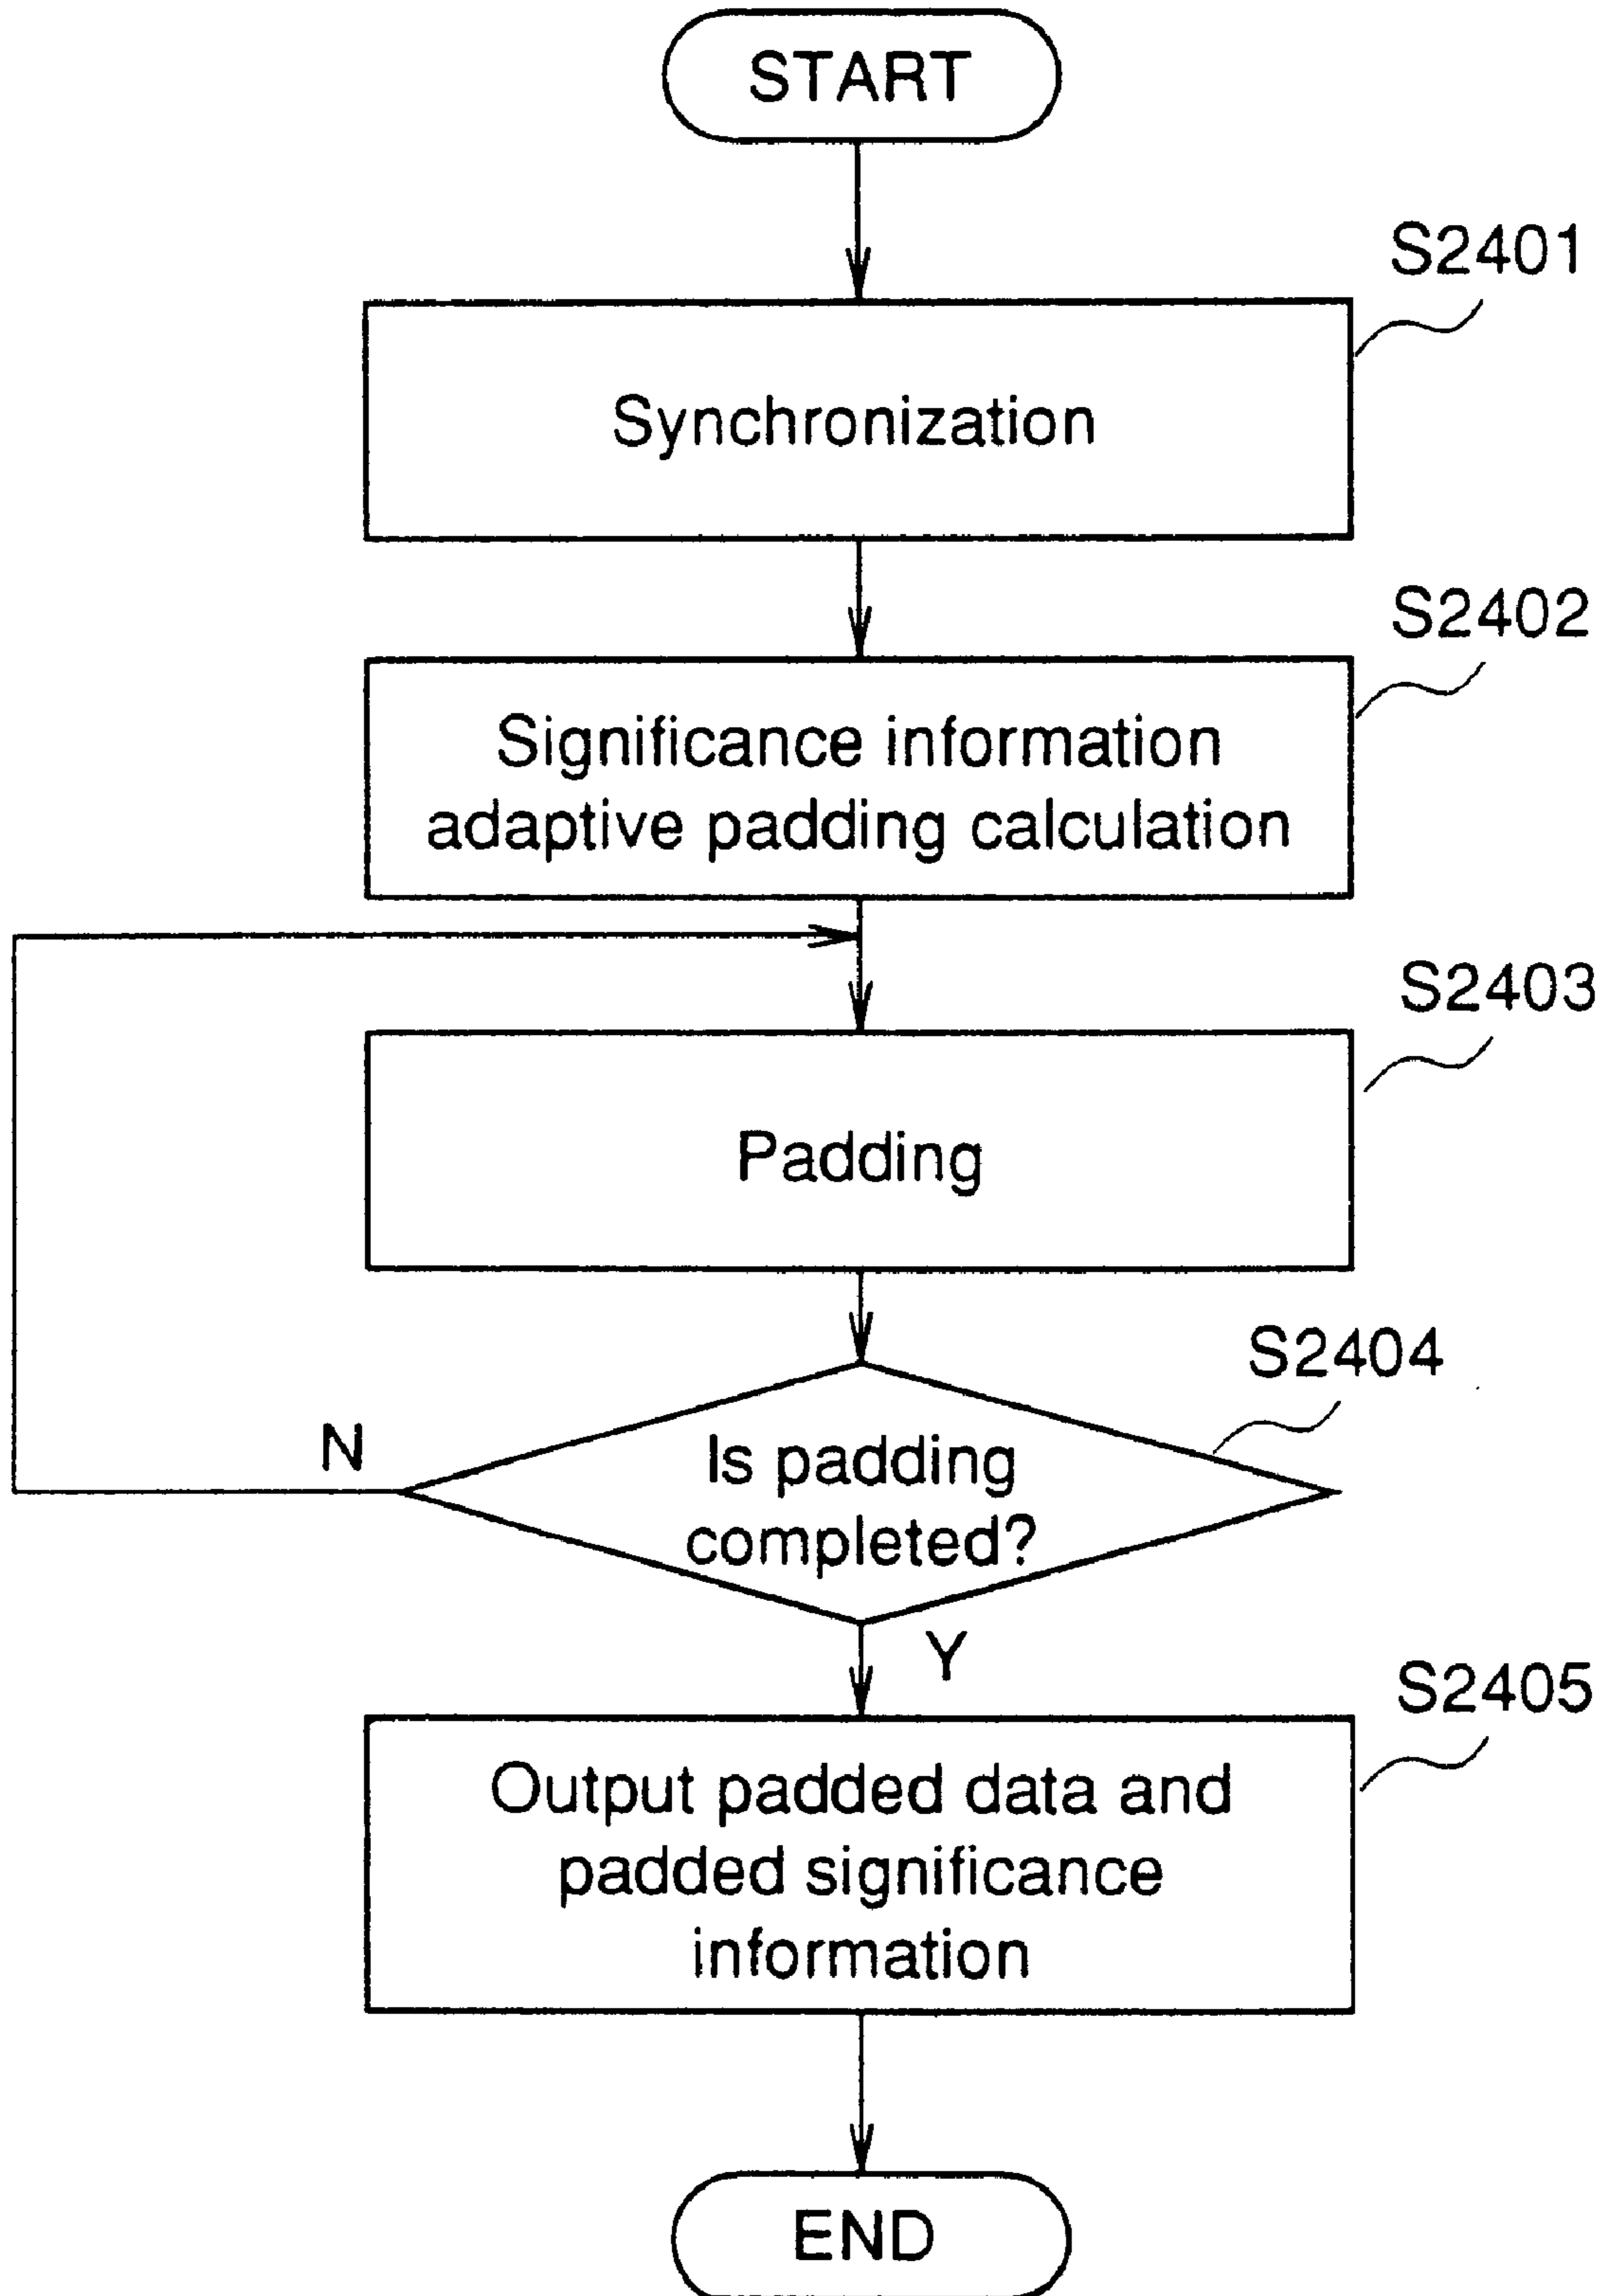 START
S2401
Synchronization
S2402
Significance information
adaptive padding calculation
S2403
Padding
S2404
N
Is padding
completed?
Y
S2405
Output padded data and
padded significance
information
END